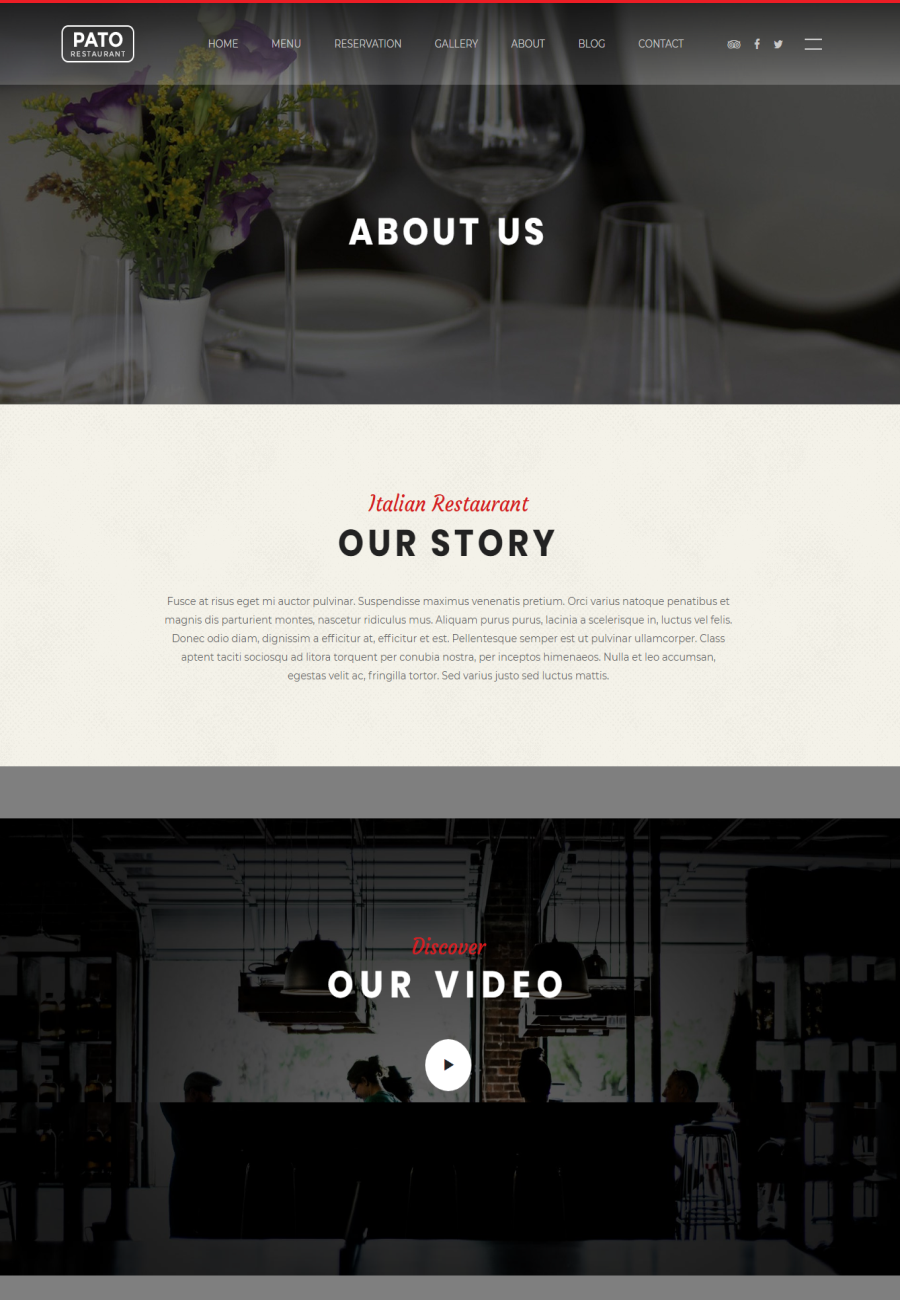 PATO
RESTAURANT
HOME MENU RESERVATION GALLERY ABOUT BLOG CONTACT
ABOUT US
Italian Restaurant
OUR STORY
Fusce at risus eget mi auctor pulvinar. Suspendisse maximus venenatis pretium. Orci varius natoque penatibus et
magnis dis parturient montes, nascetur ridiculus mus. Aliquam purus purus, lacinia a scelerisque in, luctus vel felis.
Donec odio diam, dignissim a efficitur at, efficitur et est. Pellentesque semper est ut pulvinar ullamcorper. Class
aptent taciti sociosqu ad litora torquent per conubia nostra, per inceptos himenaeos. Nulla et leo accumsan,
egestas velit ac, fringilla tortor. Sed varius justo sed luctus mattis.
Discover
OUR VIDEO